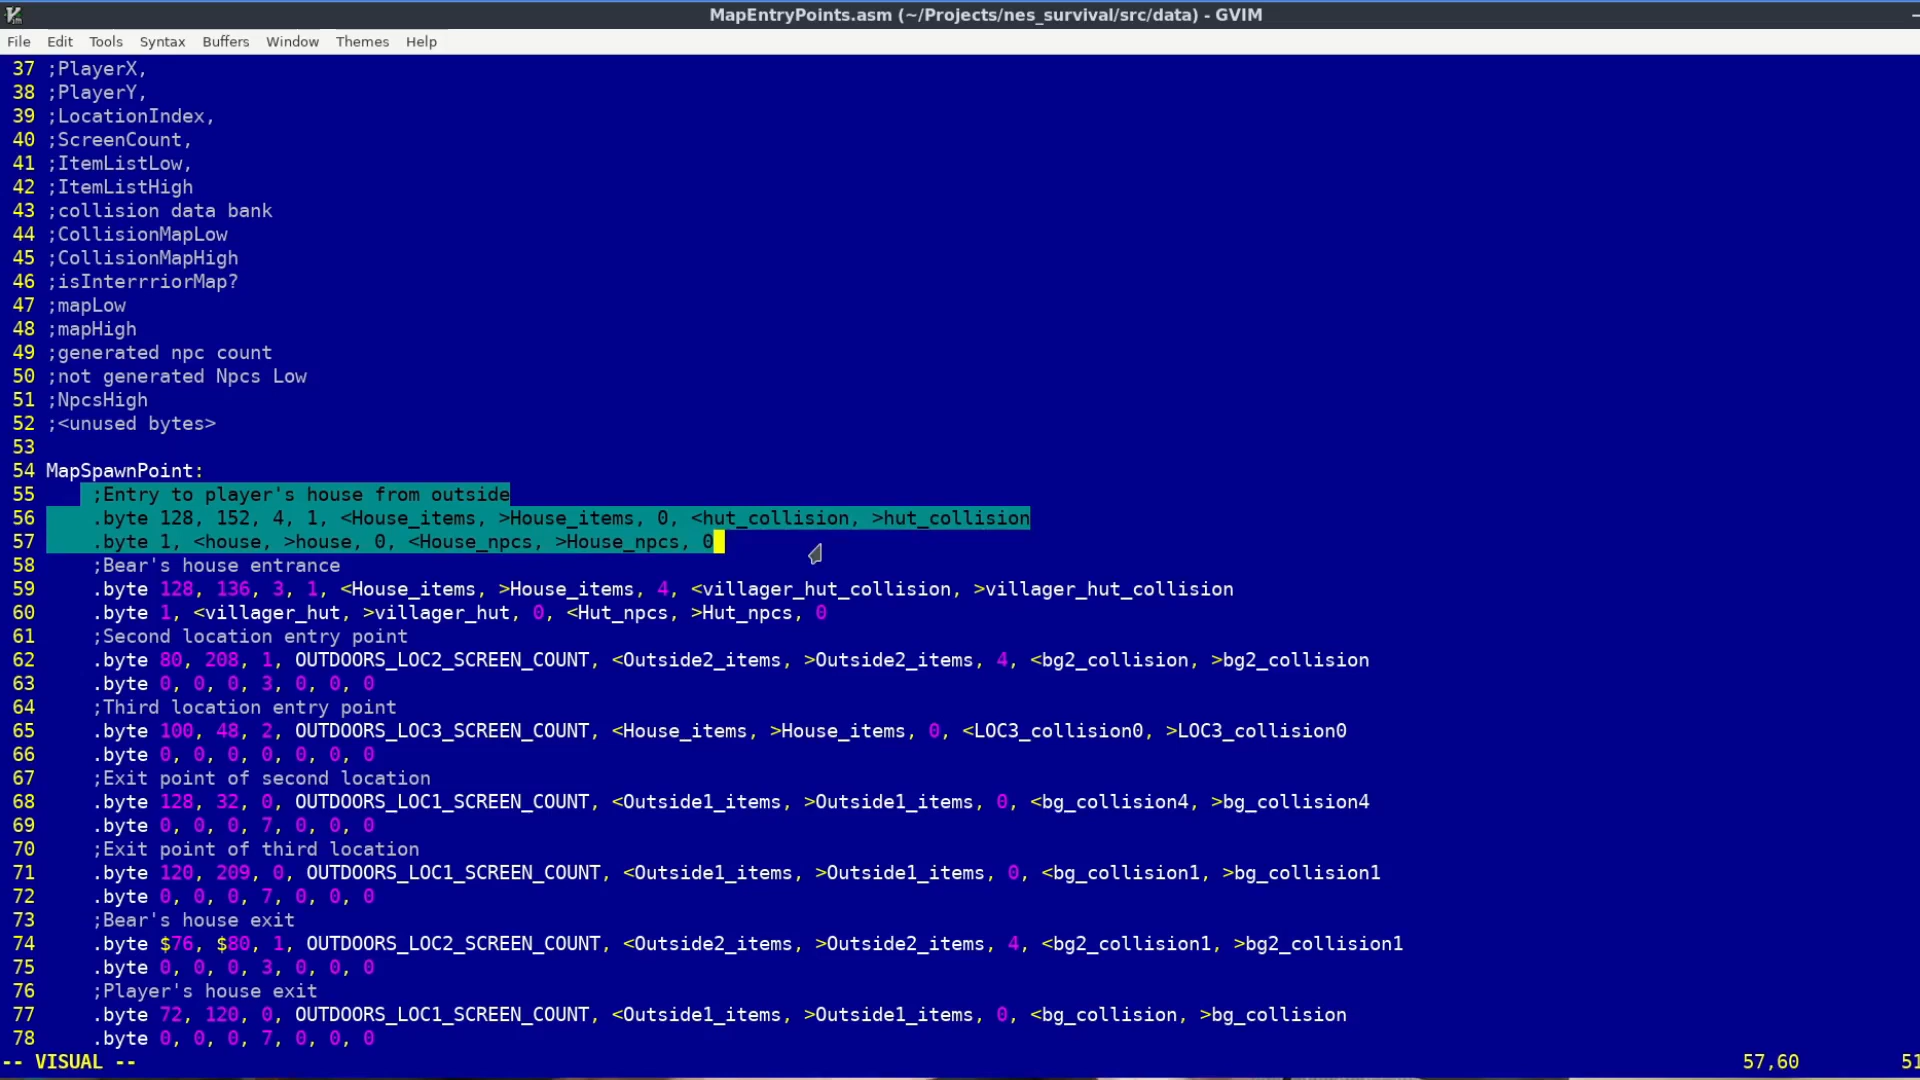 MapEntryPoints.asm (~/Projects/nes_survival/src/data) - GVIM
File Edit Tools Syntax Buffers Window Themes Help
37 ;PlayerX,
38 ;PlayerY,
39 ;LocationIndex,
40 ;ScreenCount,
41 ;ItemListLow,
42 ;ItemListHigh
43 ;collision data bank
44 ;CollisionMapLow
45 ;CollisionMapHigh
46 ;isInterrriorMap?
47 ;mapLow
48 ;mapHigh
49 ;generated npc count
50 ;not generated Npcs Low
51 ;NpcsHigh
52 ;<unused bytes>
53
54 MapSpawnPoint:
55     ;Entry to player's house from outside
56     .byte 128, 152, 4, 1, <House_items, >House_items, 0, <hut_collision, >hut_collision
57     .byte 1, <house, >house, 0, <House_npcs, >House_npcs, 0
58     ;Bear's house entrance
59     .byte 128, 136, 3, 1, <House_items, >House_items, 4, <villager_hut_collision, >villager_hut_collision
60     .byte 1, <villager_hut, >villager_hut, 0, <Hut_npcs, >Hut_npcs, 0
61     ;Second location entry point
62     .byte 80, 208, 1, OUTDOORS_LOC2_SCREEN_COUNT, <Outside2_items, >Outside2_items, 4, <bg2_collision, >bg2_collision
63     .byte 0, 0, 0, 3, 0, 0, 0
64     ;Third location entry point
65     .byte 100, 48, 2, OUTDOORS_LOC3_SCREEN_COUNT, <House_items, >House_items, 0, <LOC3_collision0, >LOC3_collision0
66     .byte 0, 0, 0, 0, 0, 0, 0
67     ;Exit point of second location
68     .byte 128, 32, 0, OUTDOORS_LOC1_SCREEN_COUNT, <Outside1_items, >Outside1_items, 0, <bg_collision4, >bg_collision4
69     .byte 0, 0, 0, 7, 0, 0, 0
70     ;Exit point of third location
71     .byte 120, 209, 0, OUTDOORS_LOC1_SCREEN_COUNT, <Outside1_items, >Outside1_items, 0, <bg_collision1, >bg_collision1
72     .byte 0, 0, 0, 7, 0, 0, 0
73     ;Bear's house exit
74     .byte $76, $80, 1, OUTDOORS_LOC2_SCREEN_COUNT, <Outside2_items, >Outside2_items, 4, <bg2_collision1, >bg2_collision1
75     .byte 0, 0, 0, 3, 0, 0, 0
76     ;Player's house exit
77     .byte 72, 120, 0, OUTDOORS_LOC1_SCREEN_COUNT, <Outside1_items, >Outside1_items, 0, <bg_collision, >bg_collision
78     .byte 0, 0, 0, 7, 0, 0, 0
-- VISUAL -- 57,60 51